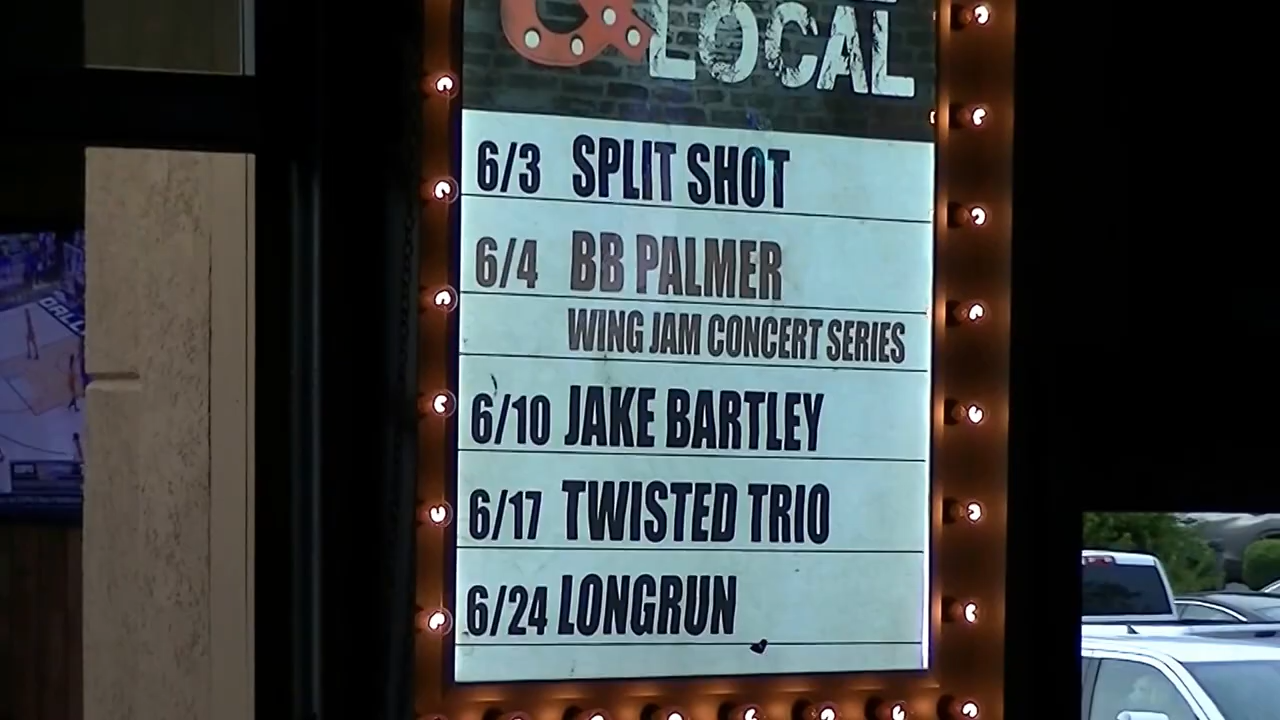 & LOCAL
6/3 SPLIT SHOT
6/4 BB PALMER
WING JAM CONCERT SERIES
6/10 JAKE BARTLEY
6/17 TWISTED TRIO
6/24 LONGRUN